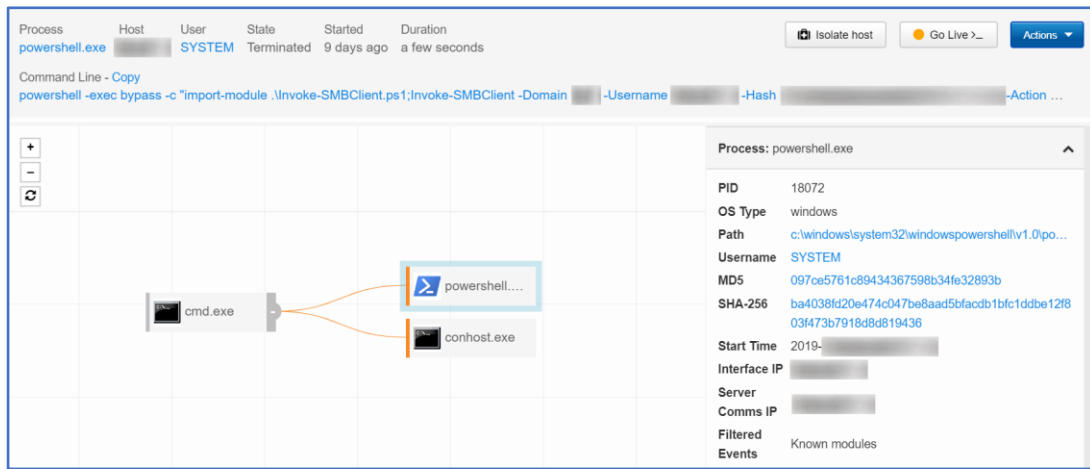 Process Host User State Started Duration
powershell.exe SYSTEM Terminated 9 days ago a few seconds
Isolate host Go Live >_ Actions
Command Line - Copy
powershell -exec bypass -c "import-module .\Invoke-SMBClient.ps1;Invoke-SMBClient -Domain -Username -Hash -Action ...
+
−
Process: powershell.exe
PID 18072
OS Type windows
Path c:\windows\system32\windowspowershell\v1.0\po...
Username SYSTEM
MD5 097ce5761c89434367598b34fe32893b
SHA-256 ba4038fd20e474c047be8aad5bfacdb1bfc1ddbe12f8
03f473b7918d8d819436
Start Time 2019-
Interface IP
Server
Comms IP
Filtered
Events Known modules
powershell....
cmd.exe
conhost.exe